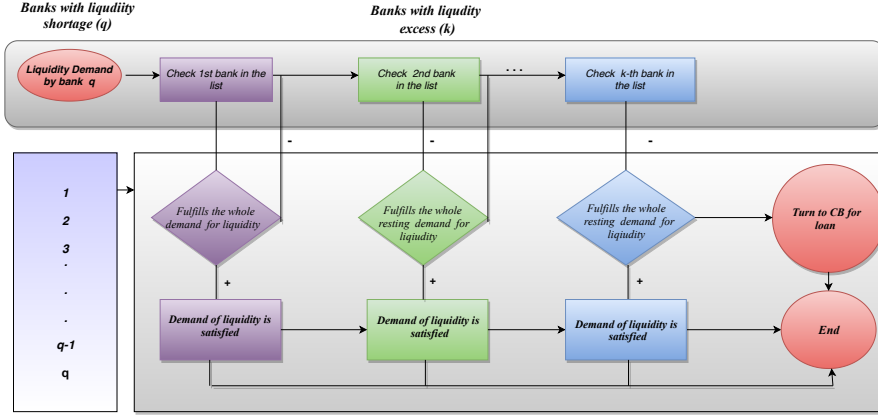 Banks with liqudiity
shortage (q)
Banks with liqudity
excess (k)
Liquidity Demand
by bank q
Check 1st bank in the
list
Check 2nd bank
in the list
...
Check k-th bank in
the list
-
-
-
1
2
3
.
.
.
q-1
q
Fulfills the whole
demand for liquidity
Fulfills the whole
resting demand for
liqiudity
Fulfills the whole
resting demand for
liqiudity
Turn to CB for
loan
+
+
+
Demand of liquidity is
satisfied
Demand of liquidity is
satisfied
Demand of liquidity is
satisfied
End